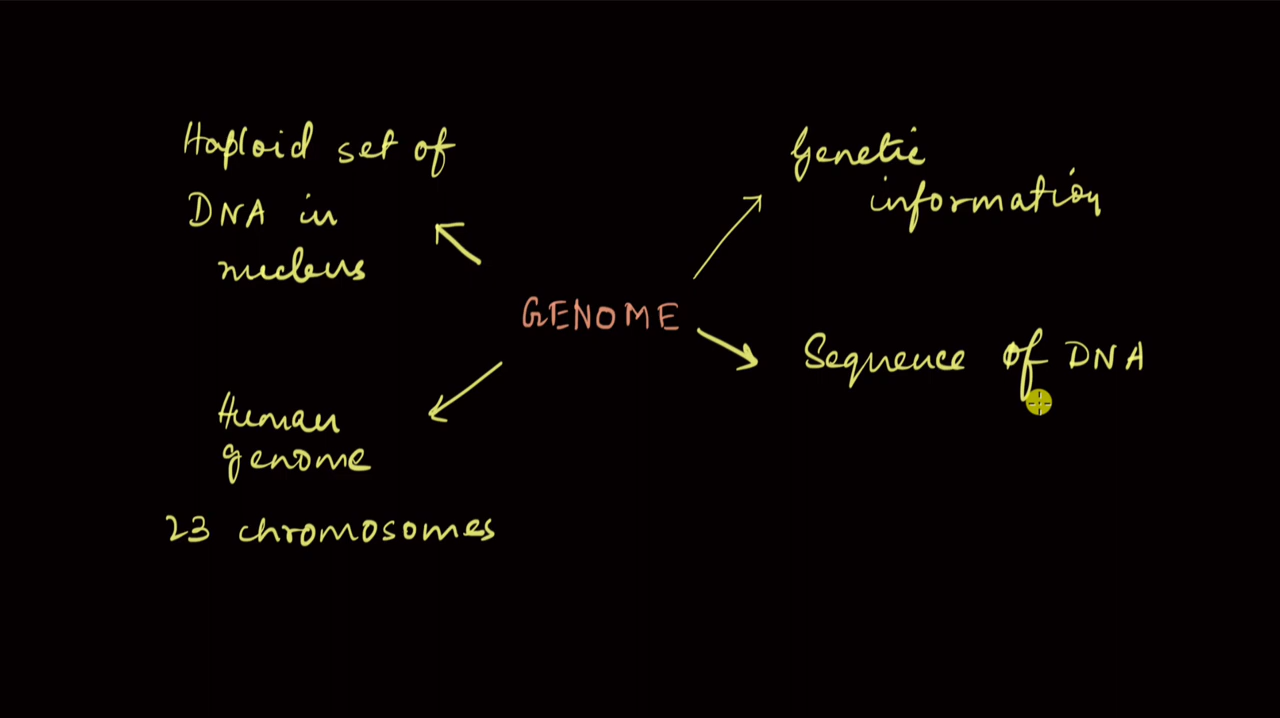 Haploid set of
DNA in
nucleus
Genetic
information
GENOME
Sequence of DNA
Human
genome
23 chromosomes